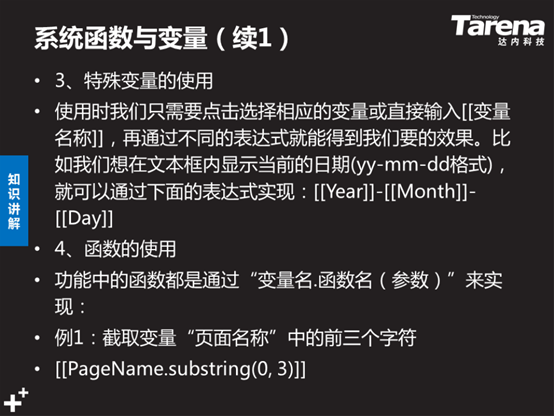 系统函数与变量（续1）
Technology
Tarena
达内科技
• 3、特殊变量的使用
• 使用时我们只需要点击选择相应的变量或直接输入[[变量
名称]]，再通过不同的表达式就能得到我们要的效果。比
如我们想在文本框内显示当前的日期(yy-mm-dd格式)，
就可以通过下面的表达式实现：[[Year]]-[[Month]]-
[[Day]]
知识讲解
• 4、函数的使用
• 功能中的函数都是通过“变量名.函数名（参数）”来实
现：
• 例1：截取变量“页面名称”中的前三个字符
• [[PageName.substring(0, 3)]]